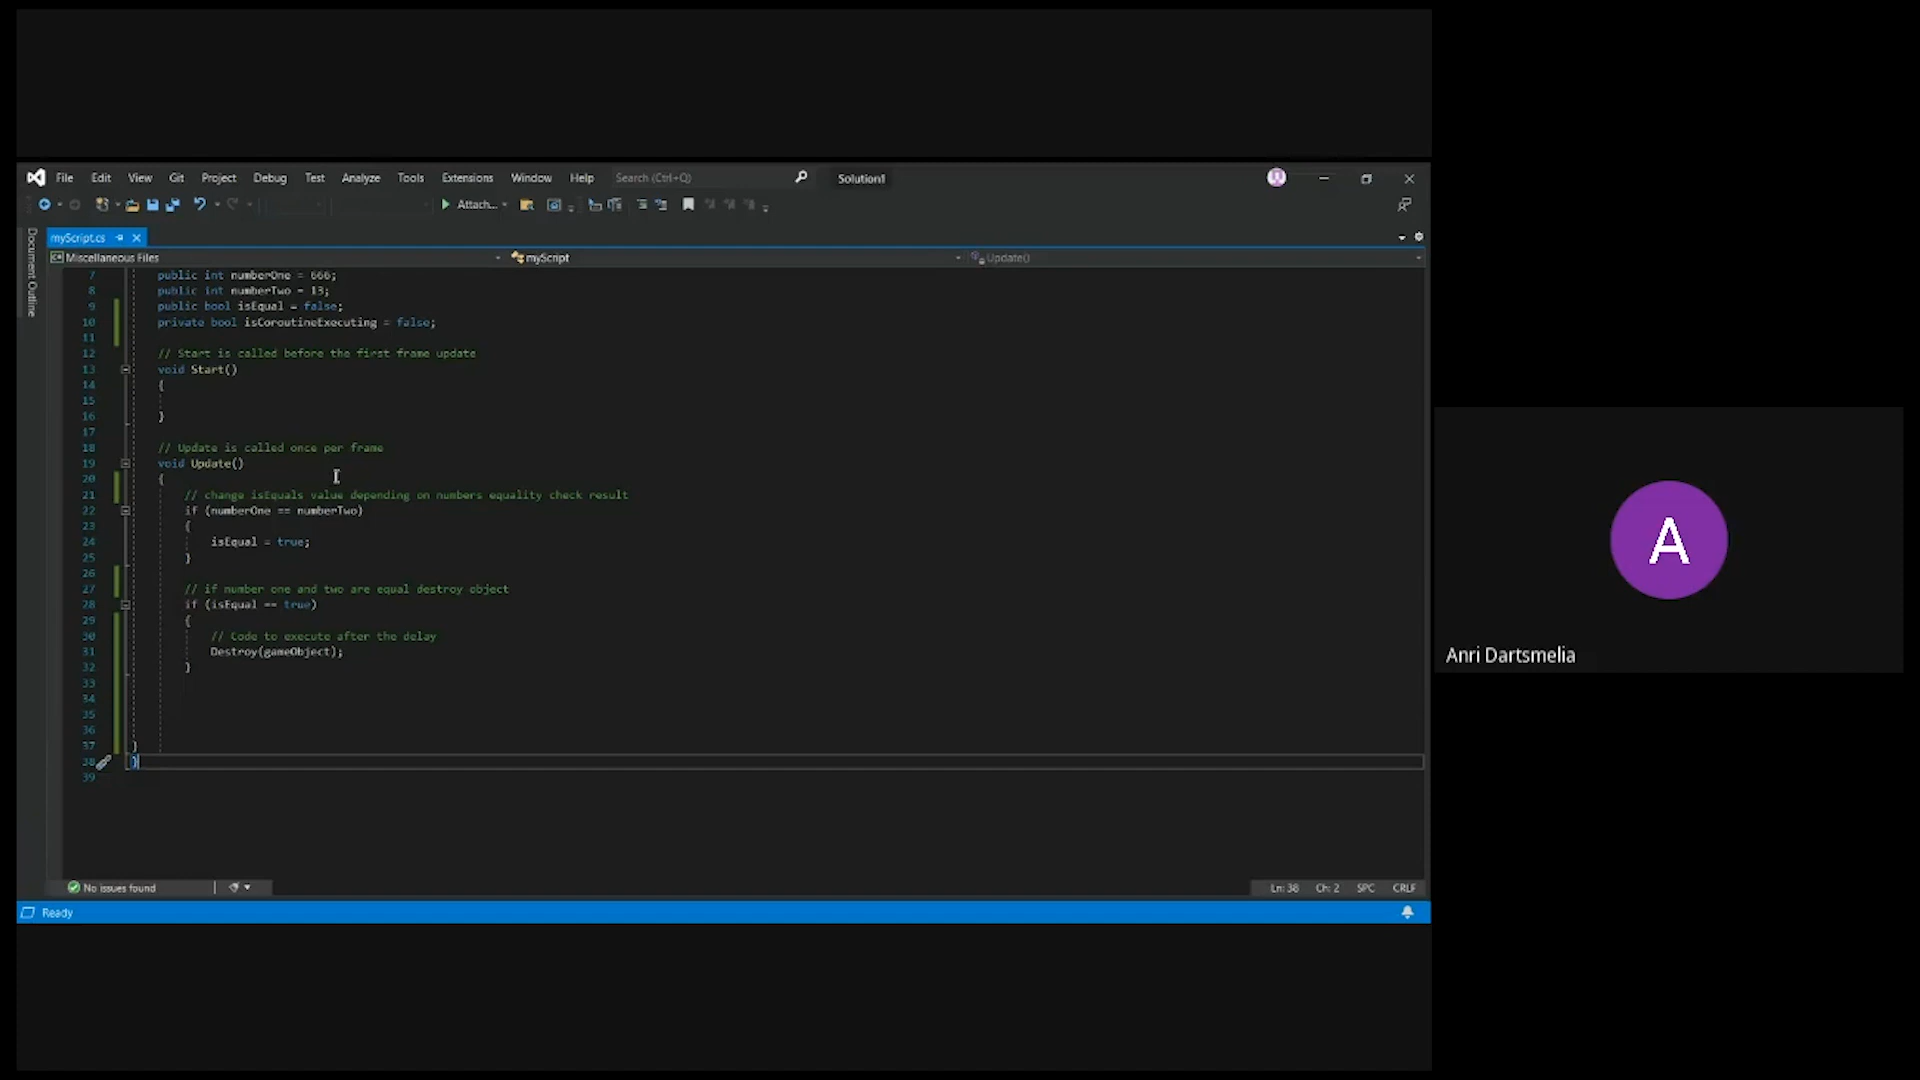 File Edit View Git Project Debug Test Analyze Tools Extensions Window Help Search (Ctrl+Q) Solution1
Attach...
Document Outline
myScript.cs
Miscellaneous Files myScript Update()
7 public int numberOne = 666;
8 public int numberTwo = 13;
9 public bool isEqual = false;
10 private bool isCoroutineExecuting = false;
11
12 // Start is called before the first frame update
13 void Start()
14 {
15
16 }
17
18 // Update is called once per frame
19 void Update()
20 {
21 // change isEquals value depending on numbers equality check result
22 if (numberOne == numberTwo)
23 {
24 isEqual = true;
25 }
26
27 // if number one and two are equal destroy object
28 if (isEqual == true)
29 {
30 // Code to execute after the delay
31 Destroy(gameObject);
32 }
33
34
35
36
37 }
38 }
39
No issues found Ln: 38 Ch: 2 SPC CRLF
Ready
A
Anri Dartsmelia